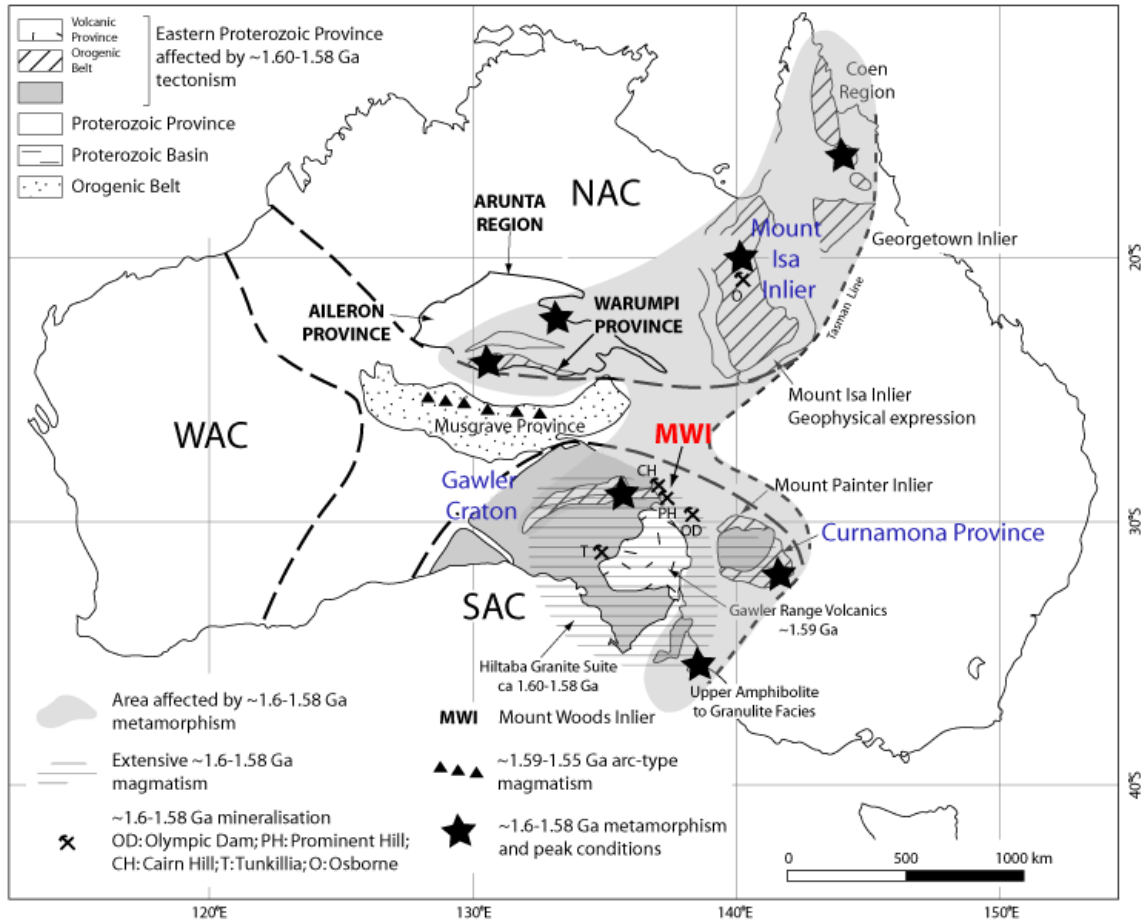 Volcanic
Province
Orogenic
Belt
Eastern Proterozoic Province
affected by ~1.60-1.58 Ga
tectonism
Proterozoic Province
Proterozoic Basin
Orogenic Belt
Coen
Region
NAC
ARUNTA
REGION
Mount
Isa
Inlier
Georgetown Inlier
20°S
O
AILERON
PROVINCE
WARUMPI
PROVINCE
Tasman Line
Mount Isa Inlier
Geophysical expression
WAC
Musgrave Province
MWI
Gawler
Graton
CH
PH
OD
T
Mount Painter Inlier
Curnamona Province
30°S
SAC
Gawler Range Volcanics
~1.59 Ga
Hiltaba Granite Suite
ca 1.60-1.58 Ga
Upper Amphibolite
to Granulite Facies
Area affected by ~1.6-1.58 Ga
metamorphism
MWI Mount Woods Inlier
Extensive ~1.6-1.58 Ga
magmatism
~1.59-1.55 Ga arc-type
magmatism
40°S
~1.6-1.58 Ga mineralisation
OD: Olympic Dam; PH: Prominent Hill;
CH: Cairn Hill; T: Tunkillia; O: Osborne
~1.6-1.58 Ga metamorphism
and peak conditions
0 500 1000 km
120°E 130°E 140°E 150°E